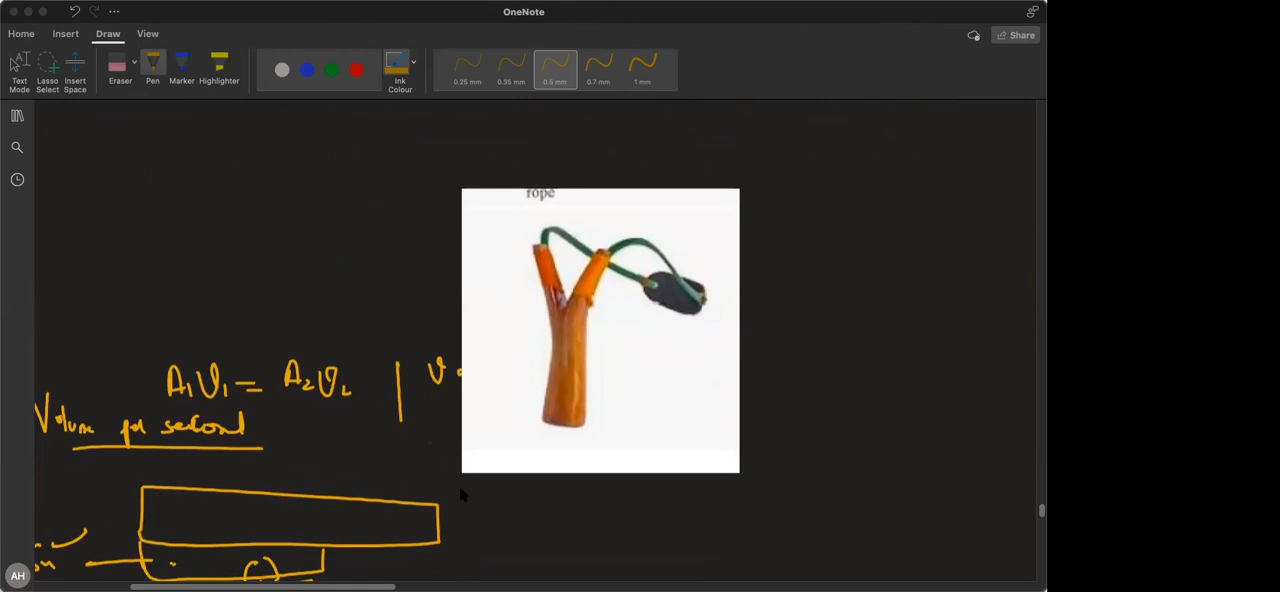 OneNote
Home Insert Draw View
Share
Text Mode
Lasso Select
Insert Space
Eraser
Pen
Marker
Highlighter
Ink Colour
0.25 mm
0.35 mm
0.5 mm
0.7 mm
1 mm
rope
A₁V₁ = A₂V₂ | V
Volume per second
AH